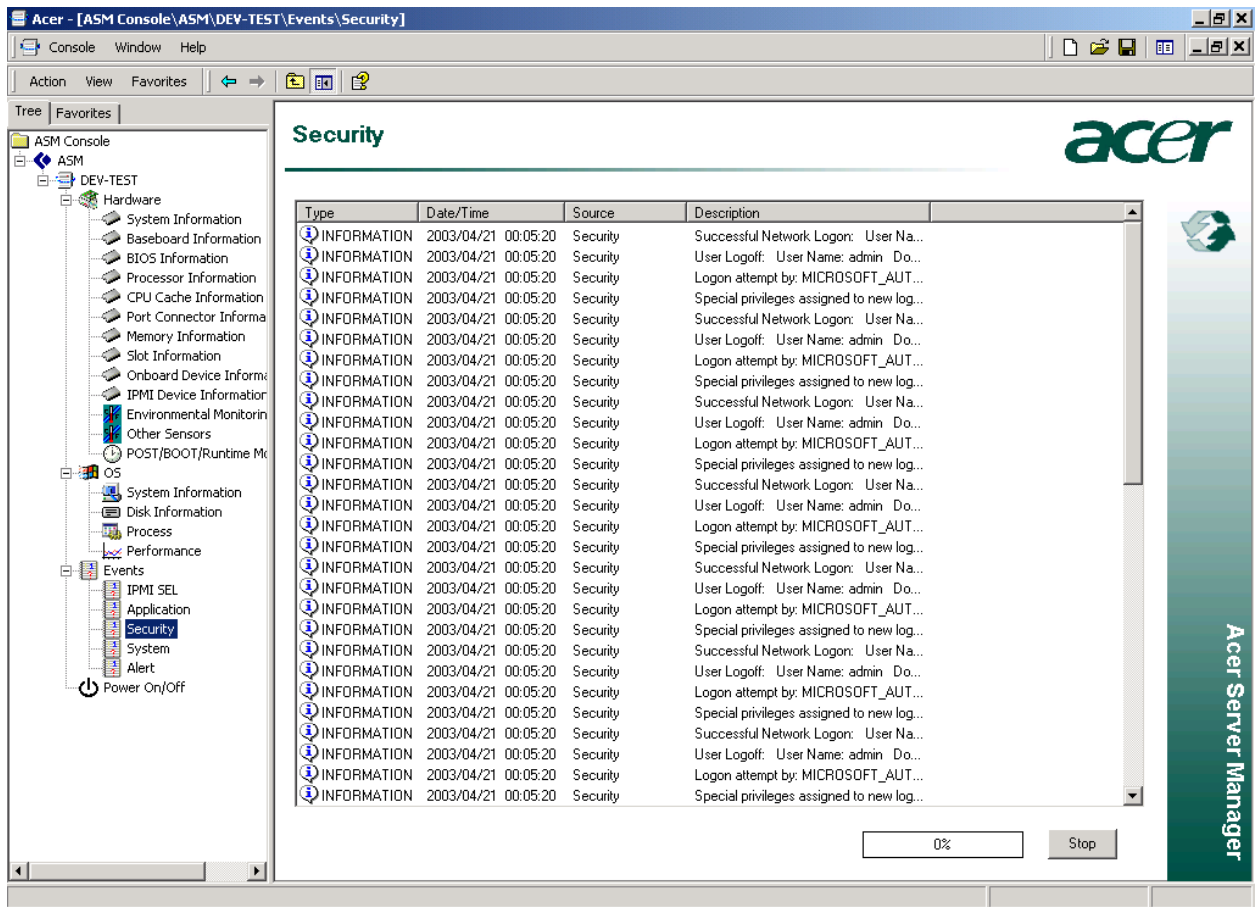 Acer - [ASM Console\ASM\DEV-TEST\Events\Security]
Console Window Help
Action View Favorites
Tree Favorites
ASM Console
ASM
DEV-TEST
Hardware
System Information
Baseboard Information
BIOS Information
Processor Information
CPU Cache Information
Port Connector Informa
Memory Information
Slot Information
Onboard Device Informa
IPMI Device Information
Environmental Monitorin
Other Sensors
POST/BOOT/Runtime Mo
OS
System Information
Disk Information
Process
Performance
Events
IPMI SEL
Application
Security
System
Alert
Power On/Off
Security
acer
Type Date/Time Source Description
INFORMATION 2003/04/21 00:05:20 Security Successful Network Logon: User Na...
INFORMATION 2003/04/21 00:05:20 Security User Logoff: User Name: admin Do...
INFORMATION 2003/04/21 00:05:20 Security Logon attempt by: MICROSOFT_AUT...
INFORMATION 2003/04/21 00:05:20 Security Special privileges assigned to new log...
INFORMATION 2003/04/21 00:05:20 Security Successful Network Logon: User Na...
INFORMATION 2003/04/21 00:05:20 Security User Logoff: User Name: admin Do...
INFORMATION 2003/04/21 00:05:20 Security Logon attempt by: MICROSOFT_AUT...
INFORMATION 2003/04/21 00:05:20 Security Special privileges assigned to new log...
INFORMATION 2003/04/21 00:05:20 Security Successful Network Logon: User Na...
INFORMATION 2003/04/21 00:05:20 Security User Logoff: User Name: admin Do...
INFORMATION 2003/04/21 00:05:20 Security Logon attempt by: MICROSOFT_AUT...
INFORMATION 2003/04/21 00:05:20 Security Special privileges assigned to new log...
INFORMATION 2003/04/21 00:05:20 Security Successful Network Logon: User Na...
INFORMATION 2003/04/21 00:05:20 Security User Logoff: User Name: admin Do...
INFORMATION 2003/04/21 00:05:20 Security Logon attempt by: MICROSOFT_AUT...
INFORMATION 2003/04/21 00:05:20 Security Special privileges assigned to new log...
INFORMATION 2003/04/21 00:05:20 Security Successful Network Logon: User Na...
INFORMATION 2003/04/21 00:05:20 Security User Logoff: User Name: admin Do...
INFORMATION 2003/04/21 00:05:20 Security Logon attempt by: MICROSOFT_AUT...
INFORMATION 2003/04/21 00:05:20 Security Special privileges assigned to new log...
INFORMATION 2003/04/21 00:05:20 Security Successful Network Logon: User Na...
INFORMATION 2003/04/21 00:05:20 Security User Logoff: User Name: admin Do...
INFORMATION 2003/04/21 00:05:20 Security Logon attempt by: MICROSOFT_AUT...
INFORMATION 2003/04/21 00:05:20 Security Special privileges assigned to new log...
INFORMATION 2003/04/21 00:05:20 Security Successful Network Logon: User Na...
INFORMATION 2003/04/21 00:05:20 Security User Logoff: User Name: admin Do...
INFORMATION 2003/04/21 00:05:20 Security Logon attempt by: MICROSOFT_AUT...
INFORMATION 2003/04/21 00:05:20 Security Special privileges assigned to new log...
0% Stop
Acer Server Manager